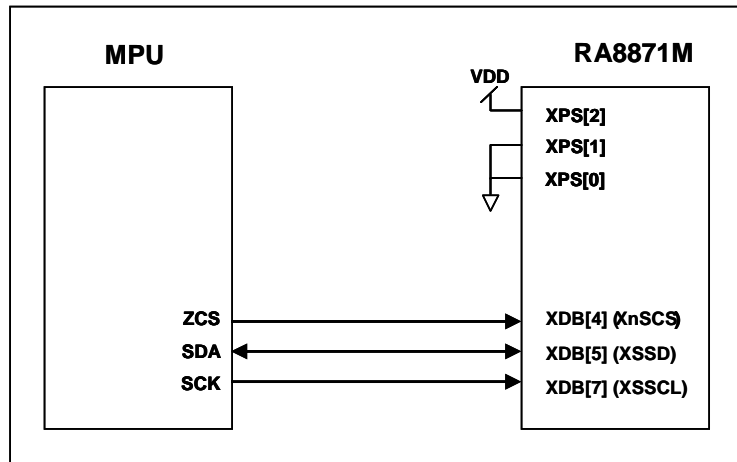 MPU
RA8871M
VDD
XPS[2]
XPS[1]
XPS[0]
ZCS
XDB[4] (XnSCS)
SDA
XDB[5] (XSSD)
SCK
XDB[7] (XSSCL)